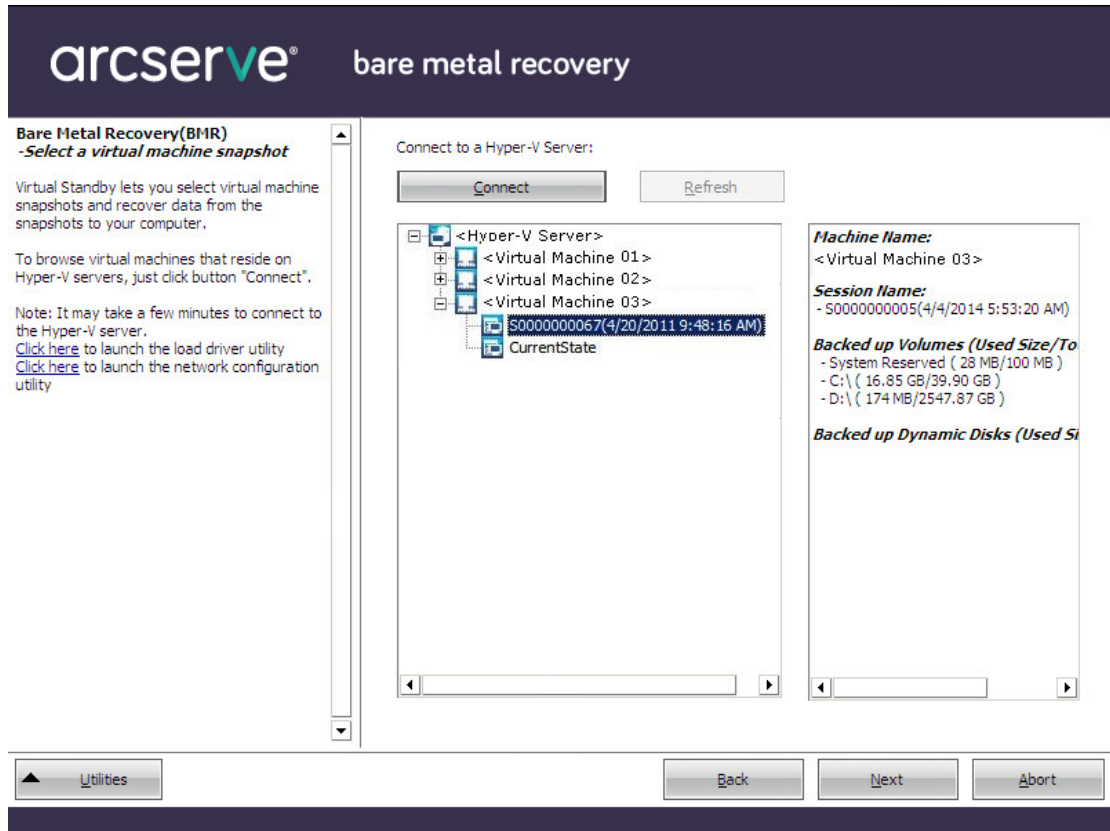 arcserve® bare metal recovery
Bare Metal Recovery(BMR)
-Select a virtual machine snapshot
Virtual Standby lets you select virtual machine
snapshots and recover data from the
snapshots to your computer.
To browse virtual machines that reside on
Hyper-V servers, just click button "Connect".
Note: It may take a few minutes to connect to
the Hyper-V server.
Click here to launch the load driver utility
Click here to launch the network configuration
utility
Connect to a Hyper-V Server:
Connect
Refresh
<Hyper-V Server>
<Virtual Machine 01>
<Virtual Machine 02>
<Virtual Machine 03>
S0000000067(4/20/2011 9:48:16 AM)
CurrentState
Machine Name:
<Virtual Machine 03>
Session Name:
- S0000000005(4/4/2014 5:53:20 AM)
Backed up Volumes (Used Size/To
- System Reserved ( 28 MB/100 MB )
- C:\ ( 16.85 GB/39.90 GB )
- D:\ ( 174 MB/2547.87 GB )
Backed up Dynamic Disks (Used Si
Utilities
Back
Next
Abort